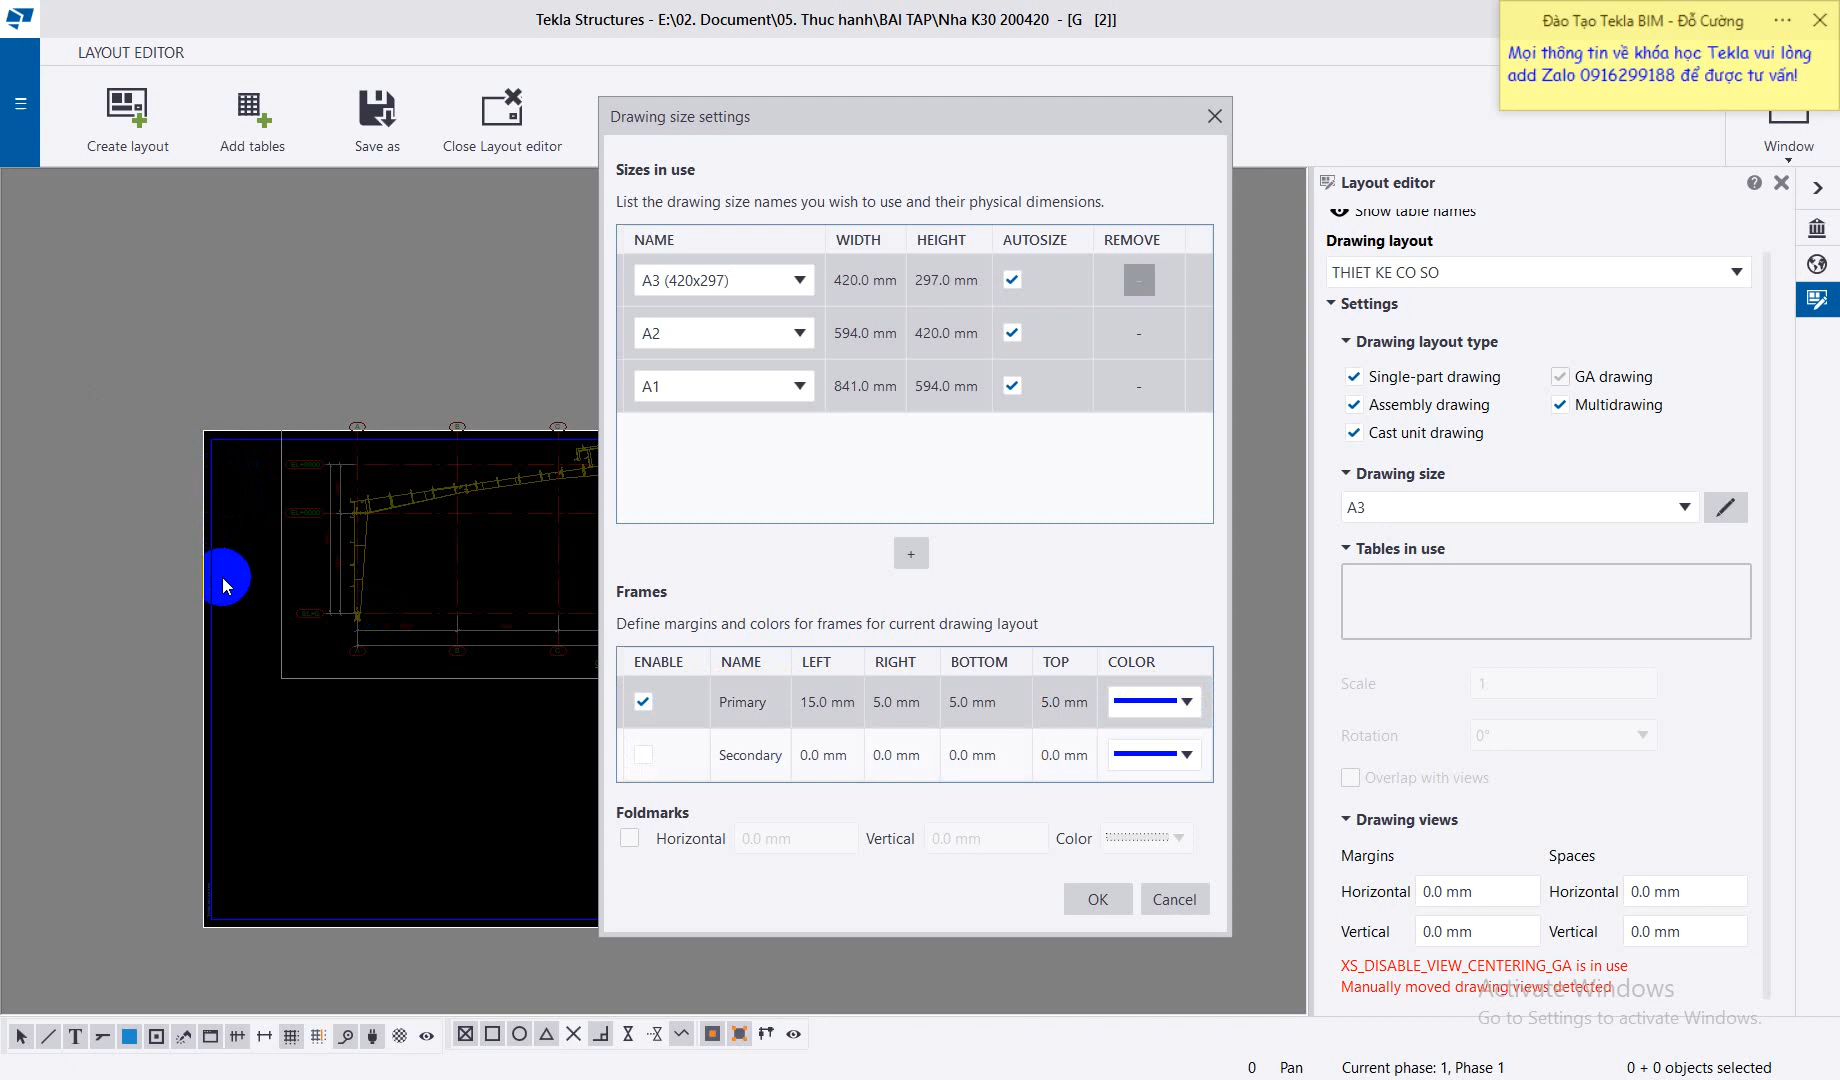 Tekla Structures - E:\02. Document\05. Thuc hanh\BAI TAP\Nha K30 200420 - [G [2]]
Đào Tạo Tekla BIM - Đỗ Cường
Mọi thông tin về khóa học Tekla vui lòng
add Zalo 0916299188 để được tư vấn!
LAYOUT EDITOR
Create layout
Add tables
Save as
Close Layout editor
Window
Drawing size settings
Sizes in use
List the drawing size names you wish to use and their physical dimensions.
NAME WIDTH HEIGHT AUTOSIZE REMOVE
A3 (420x297) 420.0 mm 297.0 mm -
A2 594.0 mm 420.0 mm -
A1 841.0 mm 594.0 mm -
+
Frames
Define margins and colors for frames for current drawing layout
ENABLE NAME LEFT RIGHT BOTTOM TOP COLOR
Primary 15.0 mm 5.0 mm 5.0 mm 5.0 mm
Secondary 0.0 mm 0.0 mm 0.0 mm 0.0 mm
Foldmarks
Horizontal 0.0 mm Vertical 0.0 mm Color
OK Cancel
Layout editor
Show table names
Drawing layout
THIET KE CO SO
Settings
Drawing layout type
Single-part drawing GA drawing
Assembly drawing Multidrawing
Cast unit drawing
Drawing size
A3
Tables in use
Scale 1
Rotation 0°
Overlap with views
Drawing views
Margins Spaces
Horizontal 0.0 mm Horizontal 0.0 mm
Vertical 0.0 mm Vertical 0.0 mm
XS_DISABLE_VIEW_CENTERING_GA is in use
Manually moved drawing views detected
Activate Windows
Go to Settings to activate Windows.
0 Pan Current phase: 1, Phase 1 0 + 0 objects selected